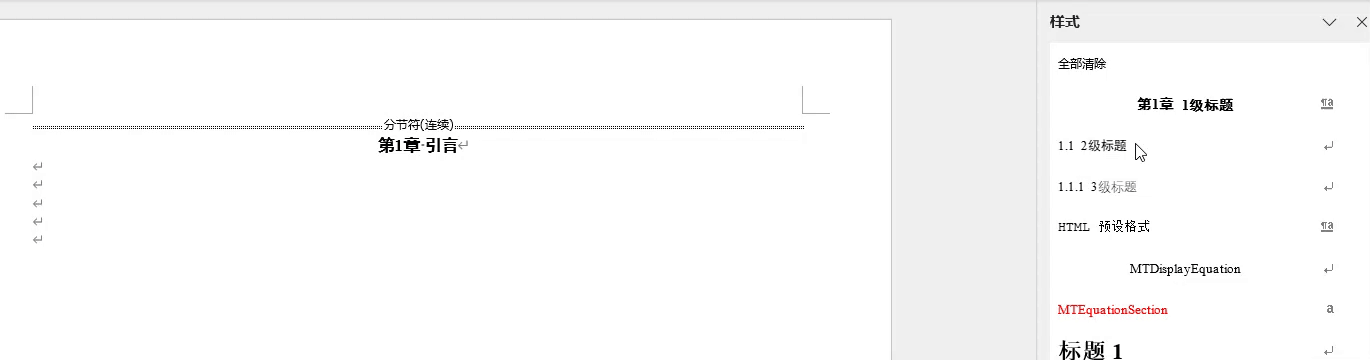 样式
全部清除
分节符(连续)
第1章·引言
第1章 1级标题
1.1 2级标题
1.1.1 3级标题
HTML 预设格式
MTDisplayEquation
MTEquationSection
a
标题 1